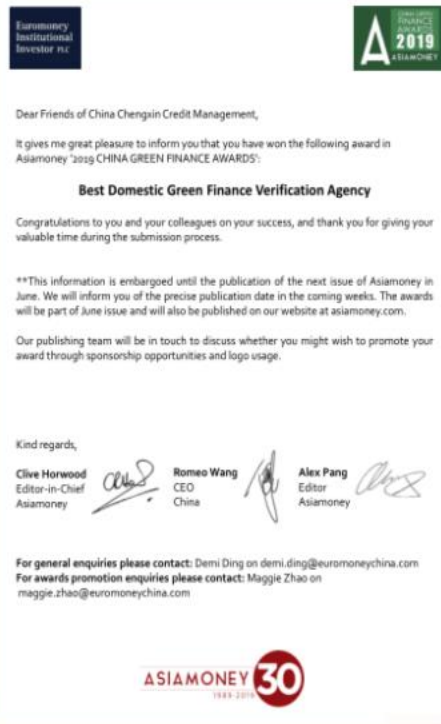 Euromoney
Institutional
Investor PLC
CHINA GREEN
FINANCE
AWARDS
2019
ASIAMONEY
Dear Friends of China Chengxin Credit Management,
It gives me great pleasure to inform you that you have won the following award in
Asiamoney '2019 CHINA GREEN FINANCE AWARDS':
Best Domestic Green Finance Verification Agency
Congratulations to you and your colleagues on your success, and thank you for giving your
valuable time during the submission process.
**This information is embargoed until the publication of the next issue of Asiamoney in
June. We will inform you of the precise publication date in the coming weeks. The awards
will be part of June issue and will also be published on our website at asiamoney.com.
Our publishing team will be in touch to discuss whether you might wish to promote your
award through sponsorship opportunities and logo usage.
Kind regards,
Clive Horwood
Editor-in-Chief
Asiamoney
Romeo Wang
CEO
China
Alex Pang
Editor
Asiamoney
For general enquiries please contact: Demi Ding on demi.ding@euromoneychina.com
For awards promotion enquiries please contact: Maggie Zhao on
maggie.zhao@euromoneychina.com
ASIAMONEY 30
1989-2019